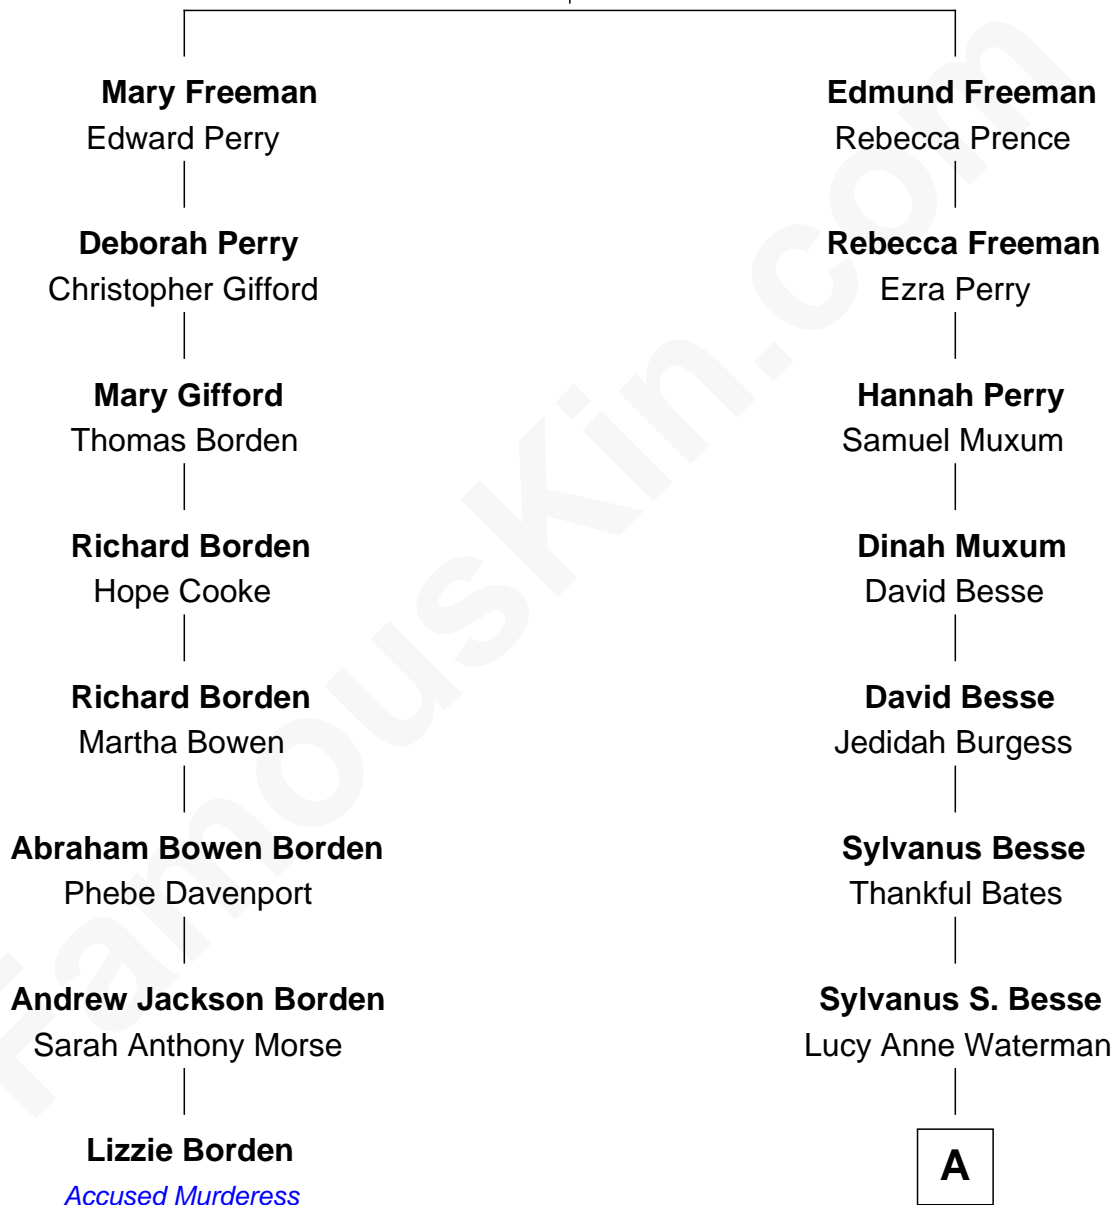 Mary Freeman
Edward Perry
Deborah Perry
Christopher Gifford
Mary Gifford
Thomas Borden
Richard Borden
Hope Cooke
Richard Borden
Martha Bowen
Abraham Bowen Borden
Phebe Davenport
Andrew Jackson Borden
Sarah Anthony Morse
Lizzie Borden
Accused Murderess
Edmund Freeman
Rebecca Prence
Rebecca Freeman
Ezra Perry
Hannah Perry
Samuel Muxum
Dinah Muxum
David Besse
David Besse
Jedidah Burgess
Sylvanus Besse
Thankful Bates
Sylvanus S. Besse
Lucy Anne Waterman
A
FamousKin.com